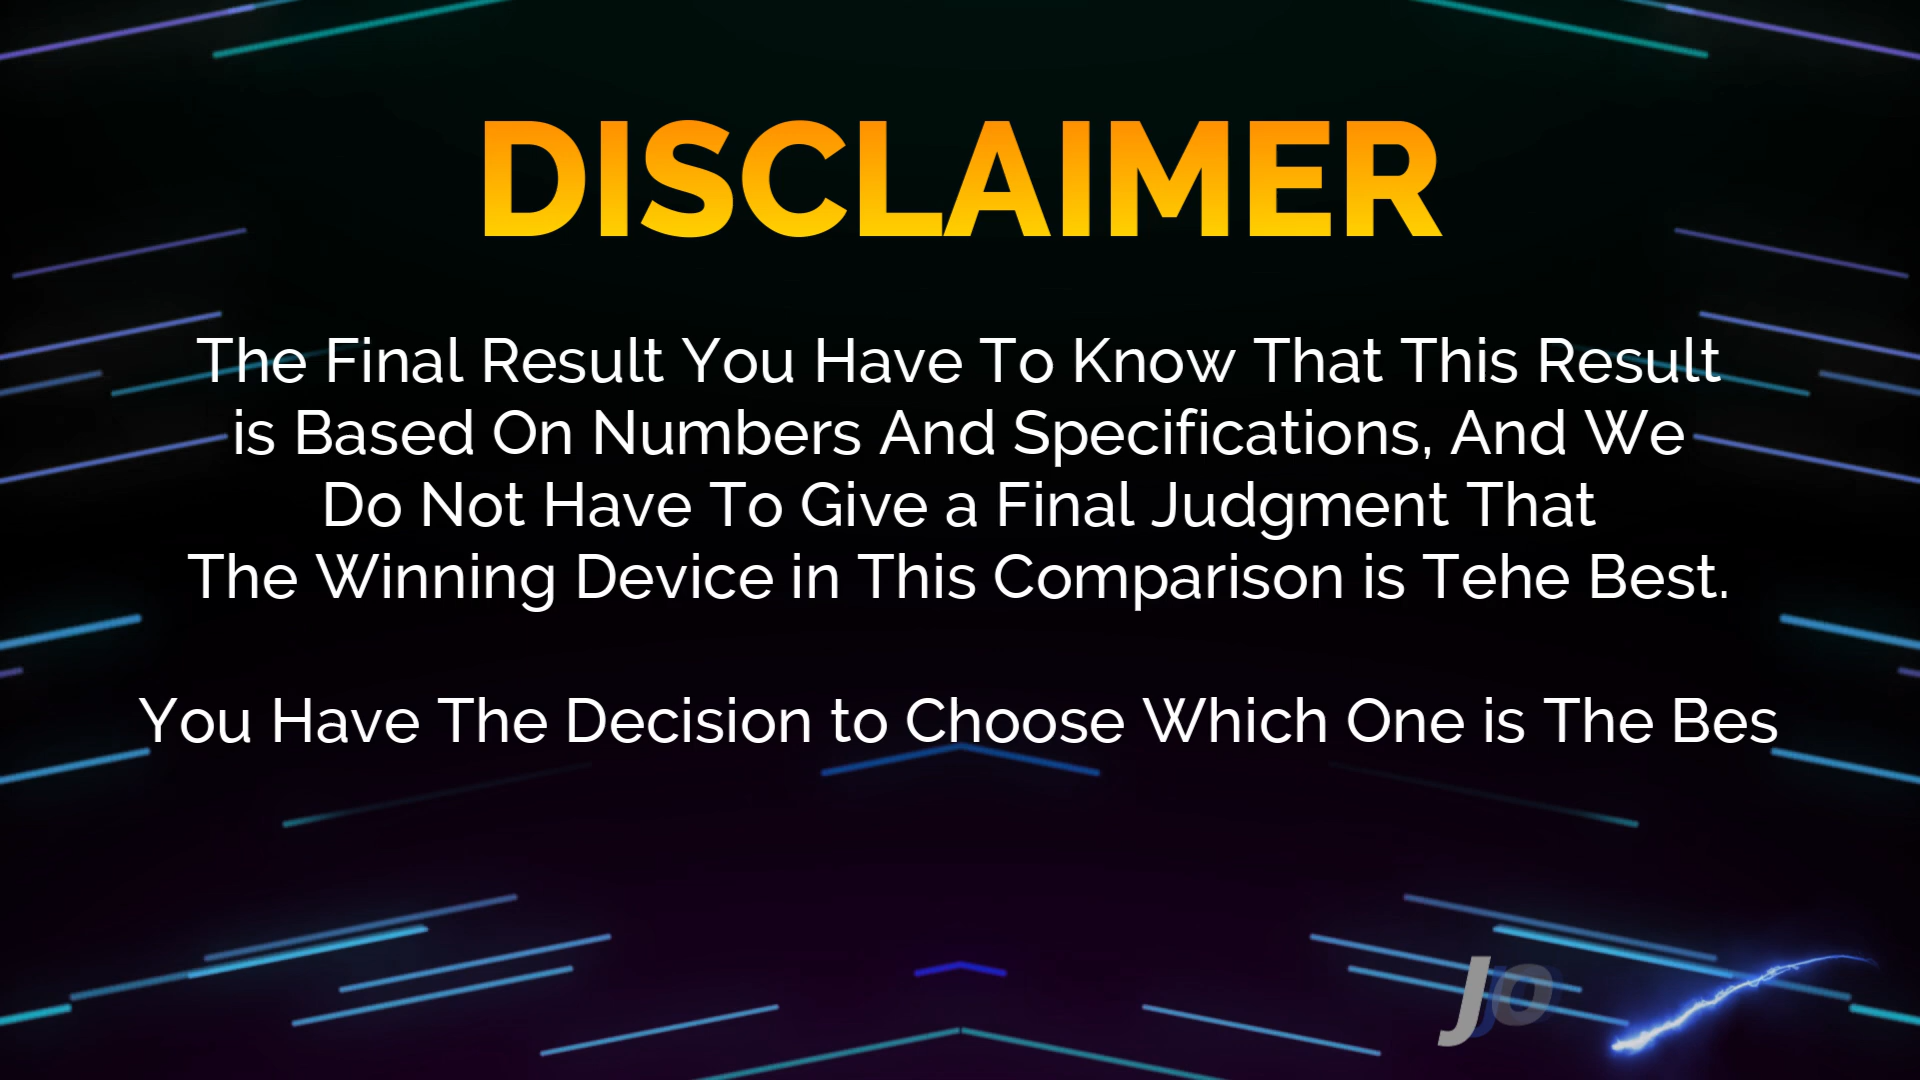 DISCLAIMER
The Final Result You Have To Know That This Result
is Based On Numbers And Specifications, And We
Do Not Have To Give a Final Judgment That
The Winning Device in This Comparison is Tehe Best.
You Have The Decision to Choose Which One is The Bes
Jo